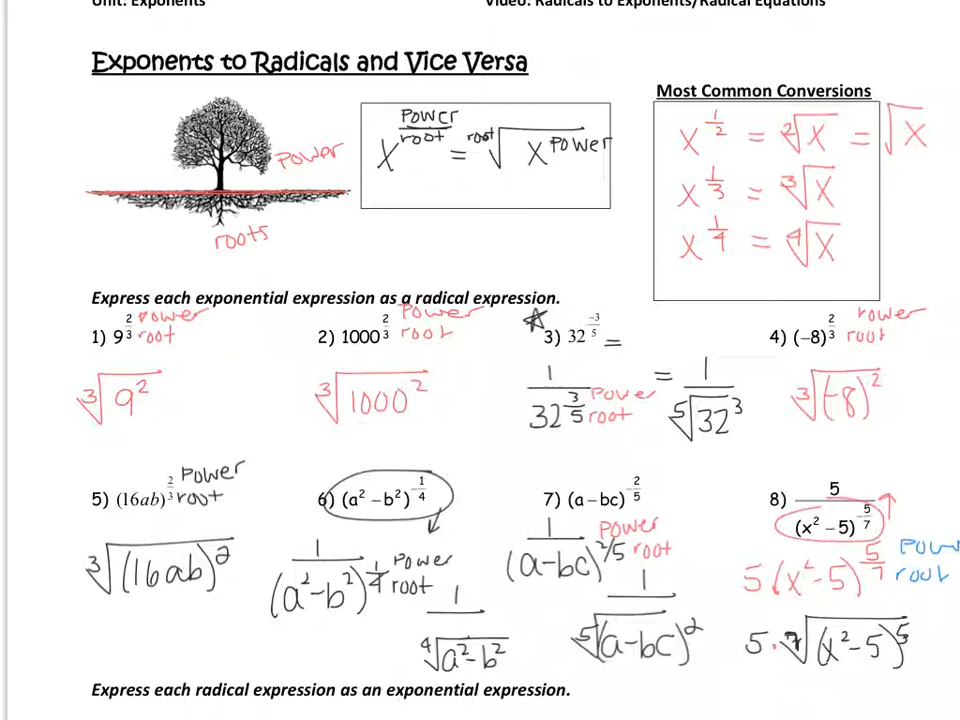 Unit: Exponents
Video: Radicals to Exponents/Radical Equations
Exponents to Radicals and Vice Versa
Most Common Conversions
power
roots
x^(power/root) = root√(x^power)
x^(1/2) = ²√x = √x
x^(1/3) = ³√x
x^(1/4) = ⁴√x
Express each exponential expression as a radical expression.
1) 9^(2/3) power root
³√(9²)
2) 1000^(2/3) power root
³√(1000²)
☆ 3) 32^(-3/5) =
1/32^(3/5) power root = 1/⁵√(32³)
4) (−8)^(2/3) power root
³√((-8)²)
5) (16ab)^(2/3) power root
³√((16ab)²)
6) (a² − b²)^(-1/4)
1/(a²-b²)^(1/4) power root
1/⁴√(a²-b²)
7) (a − bc)^(-2/5)
1/(a-bc)^(2/5) power root
1/⁵√((a-bc)²)
8) 5/(x² − 5)^(-5/7)
5(x²-5)^(5/7) root
5·⁷√((x²-5)⁵)
Express each radical expression as an exponential expression.